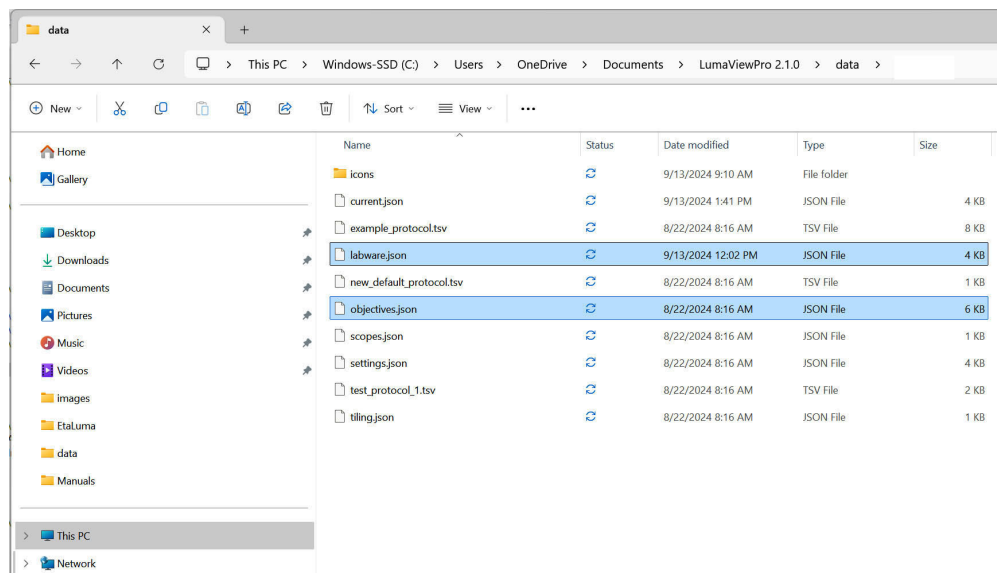 data
This PC > Windows-SSD (C:) > Users > OneDrive > Documents > LumaViewPro 2.1.0 > data >
New Sort View ...
Home
Gallery
Desktop
Downloads
Documents
Pictures
Music
Videos
images
EtaLuma
data
Manuals
This PC
Network
Name Status Date modified Type Size
icons 9/13/2024 9:10 AM File folder
current.json 9/13/2024 1:41 PM JSON File 4 KB
example_protocol.tsv 8/22/2024 8:16 AM TSV File 8 KB
labware.json 9/13/2024 12:02 PM JSON File 4 KB
new_default_protocol.tsv 8/22/2024 8:16 AM TSV File 1 KB
objectives.json 8/22/2024 8:16 AM JSON File 6 KB
scopes.json 8/22/2024 8:16 AM JSON File 1 KB
settings.json 8/22/2024 8:16 AM JSON File 4 KB
test_protocol_1.tsv 8/22/2024 8:16 AM TSV File 2 KB
tiling.json 8/22/2024 8:16 AM JSON File 1 KB